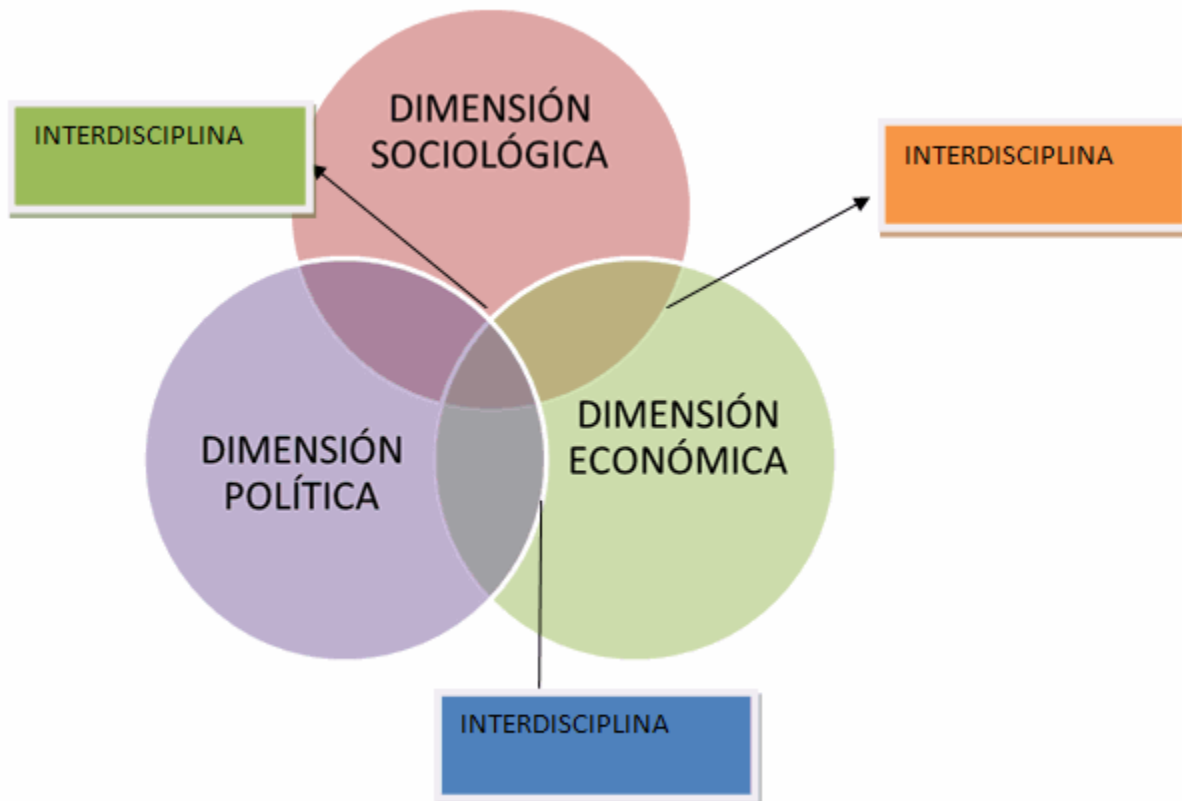 DIMENSIÓN
SOCIOLÓGICA
INTERDISCIPLINA
INTERDISCIPLINA
DIMENSIÓN
POLÍTICA
DIMENSIÓN
ECONÓMICA
INTERDISCIPLINA